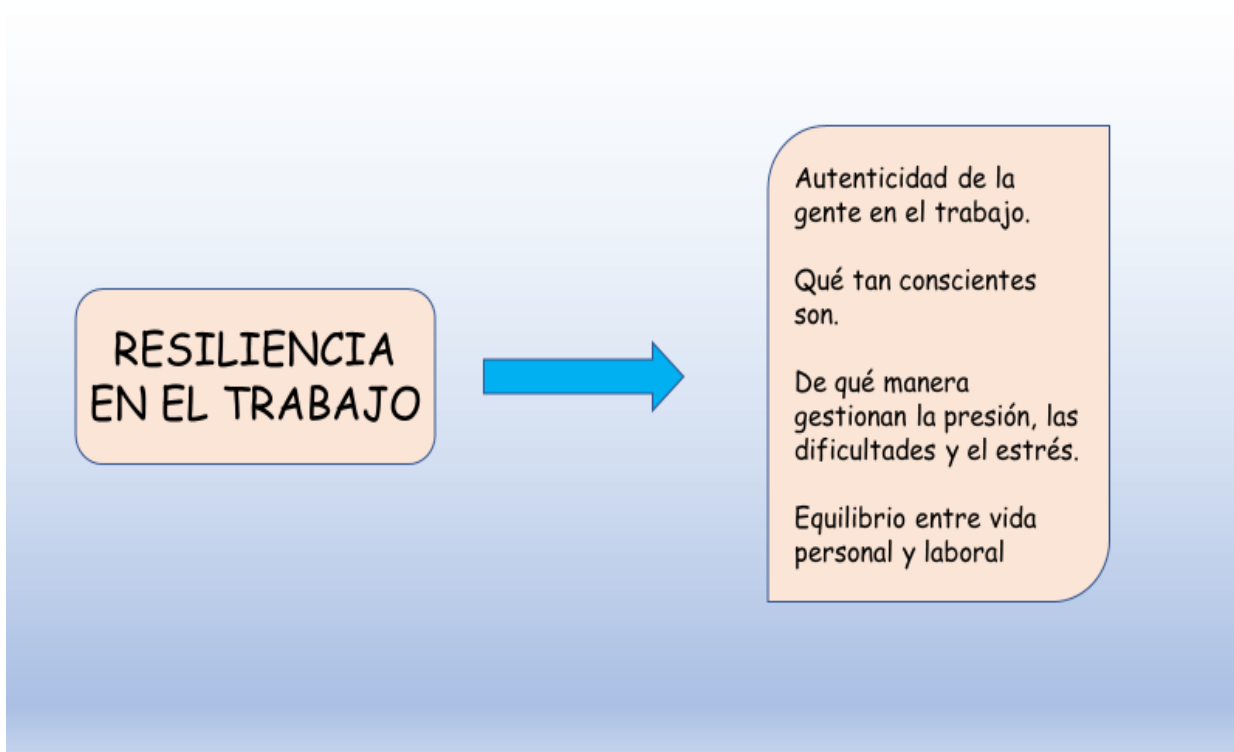 RESILIENCIA
EN EL TRABAJO
Autenticidad de la
gente en el trabajo.
Qué tan conscientes
son.
De qué manera
gestionan la presión, las
dificultades y el estrés.
Equilibrio entre vida
personal y laboral